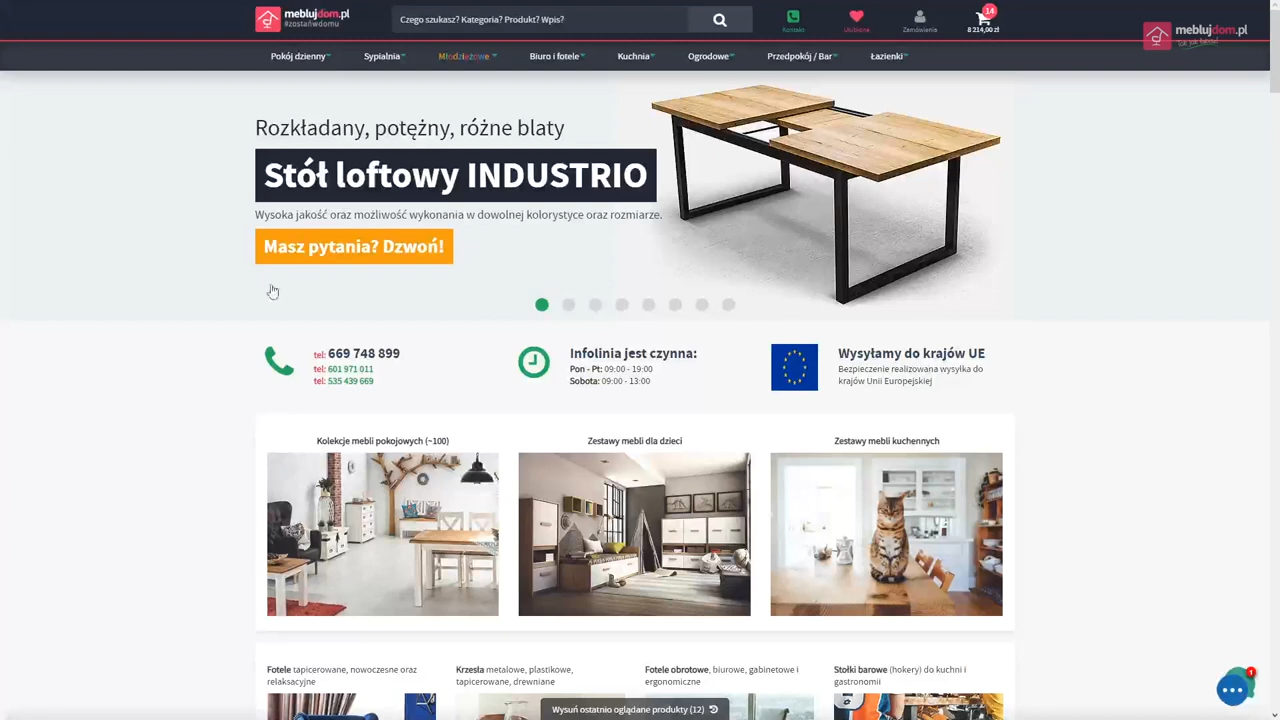 meblujdom.pl
#zostańwdomu
Czego szukasz? Kategoria? Produkt? Wpis?
Kontakt
Ulubione
Zamówienia
14
8 214,00 zł
meblujdom.pl
tak jak lubisz!
Pokój dzienny
Sypialnia
Młodzieżowe
Biuro i fotele
Kuchnia
Ogrodowe
Przedpokój / Bar
Łazienki
Rozkładany, potężny, różne blaty
Stół loftowy INDUSTRIO
Wysoka jakość oraz możliwość wykonania w dowolnej kolorystyce oraz rozmiarze.
Masz pytania? Dzwoń!
tel: 669 748 899
tel: 601 971 011
tel: 535 439 669
Infolinia jest czynna:
Pon - Pt: 09:00 - 19:00
Sobota: 09:00 - 13:00
Wysyłamy do krajów UE
Bezpieczenie realizowana wysyłka do
krajów Unii Europejskiej
Kolekcje mebli pokojowych (~100)
Zestawy mebli dla dzieci
Zestawy mebli kuchennych
Fotele tapicerowane, nowoczesne oraz
relaksacyjne
Krzesła metalowe, plastikowe,
tapicerowane, drewniane
Fotele obrotowe, biurowe, gabinetowe i
ergonomiczne
Stołki barowe (hokery) do kuchni i
gastronomii
Wysuń ostatnio oglądane produkty (12)
1